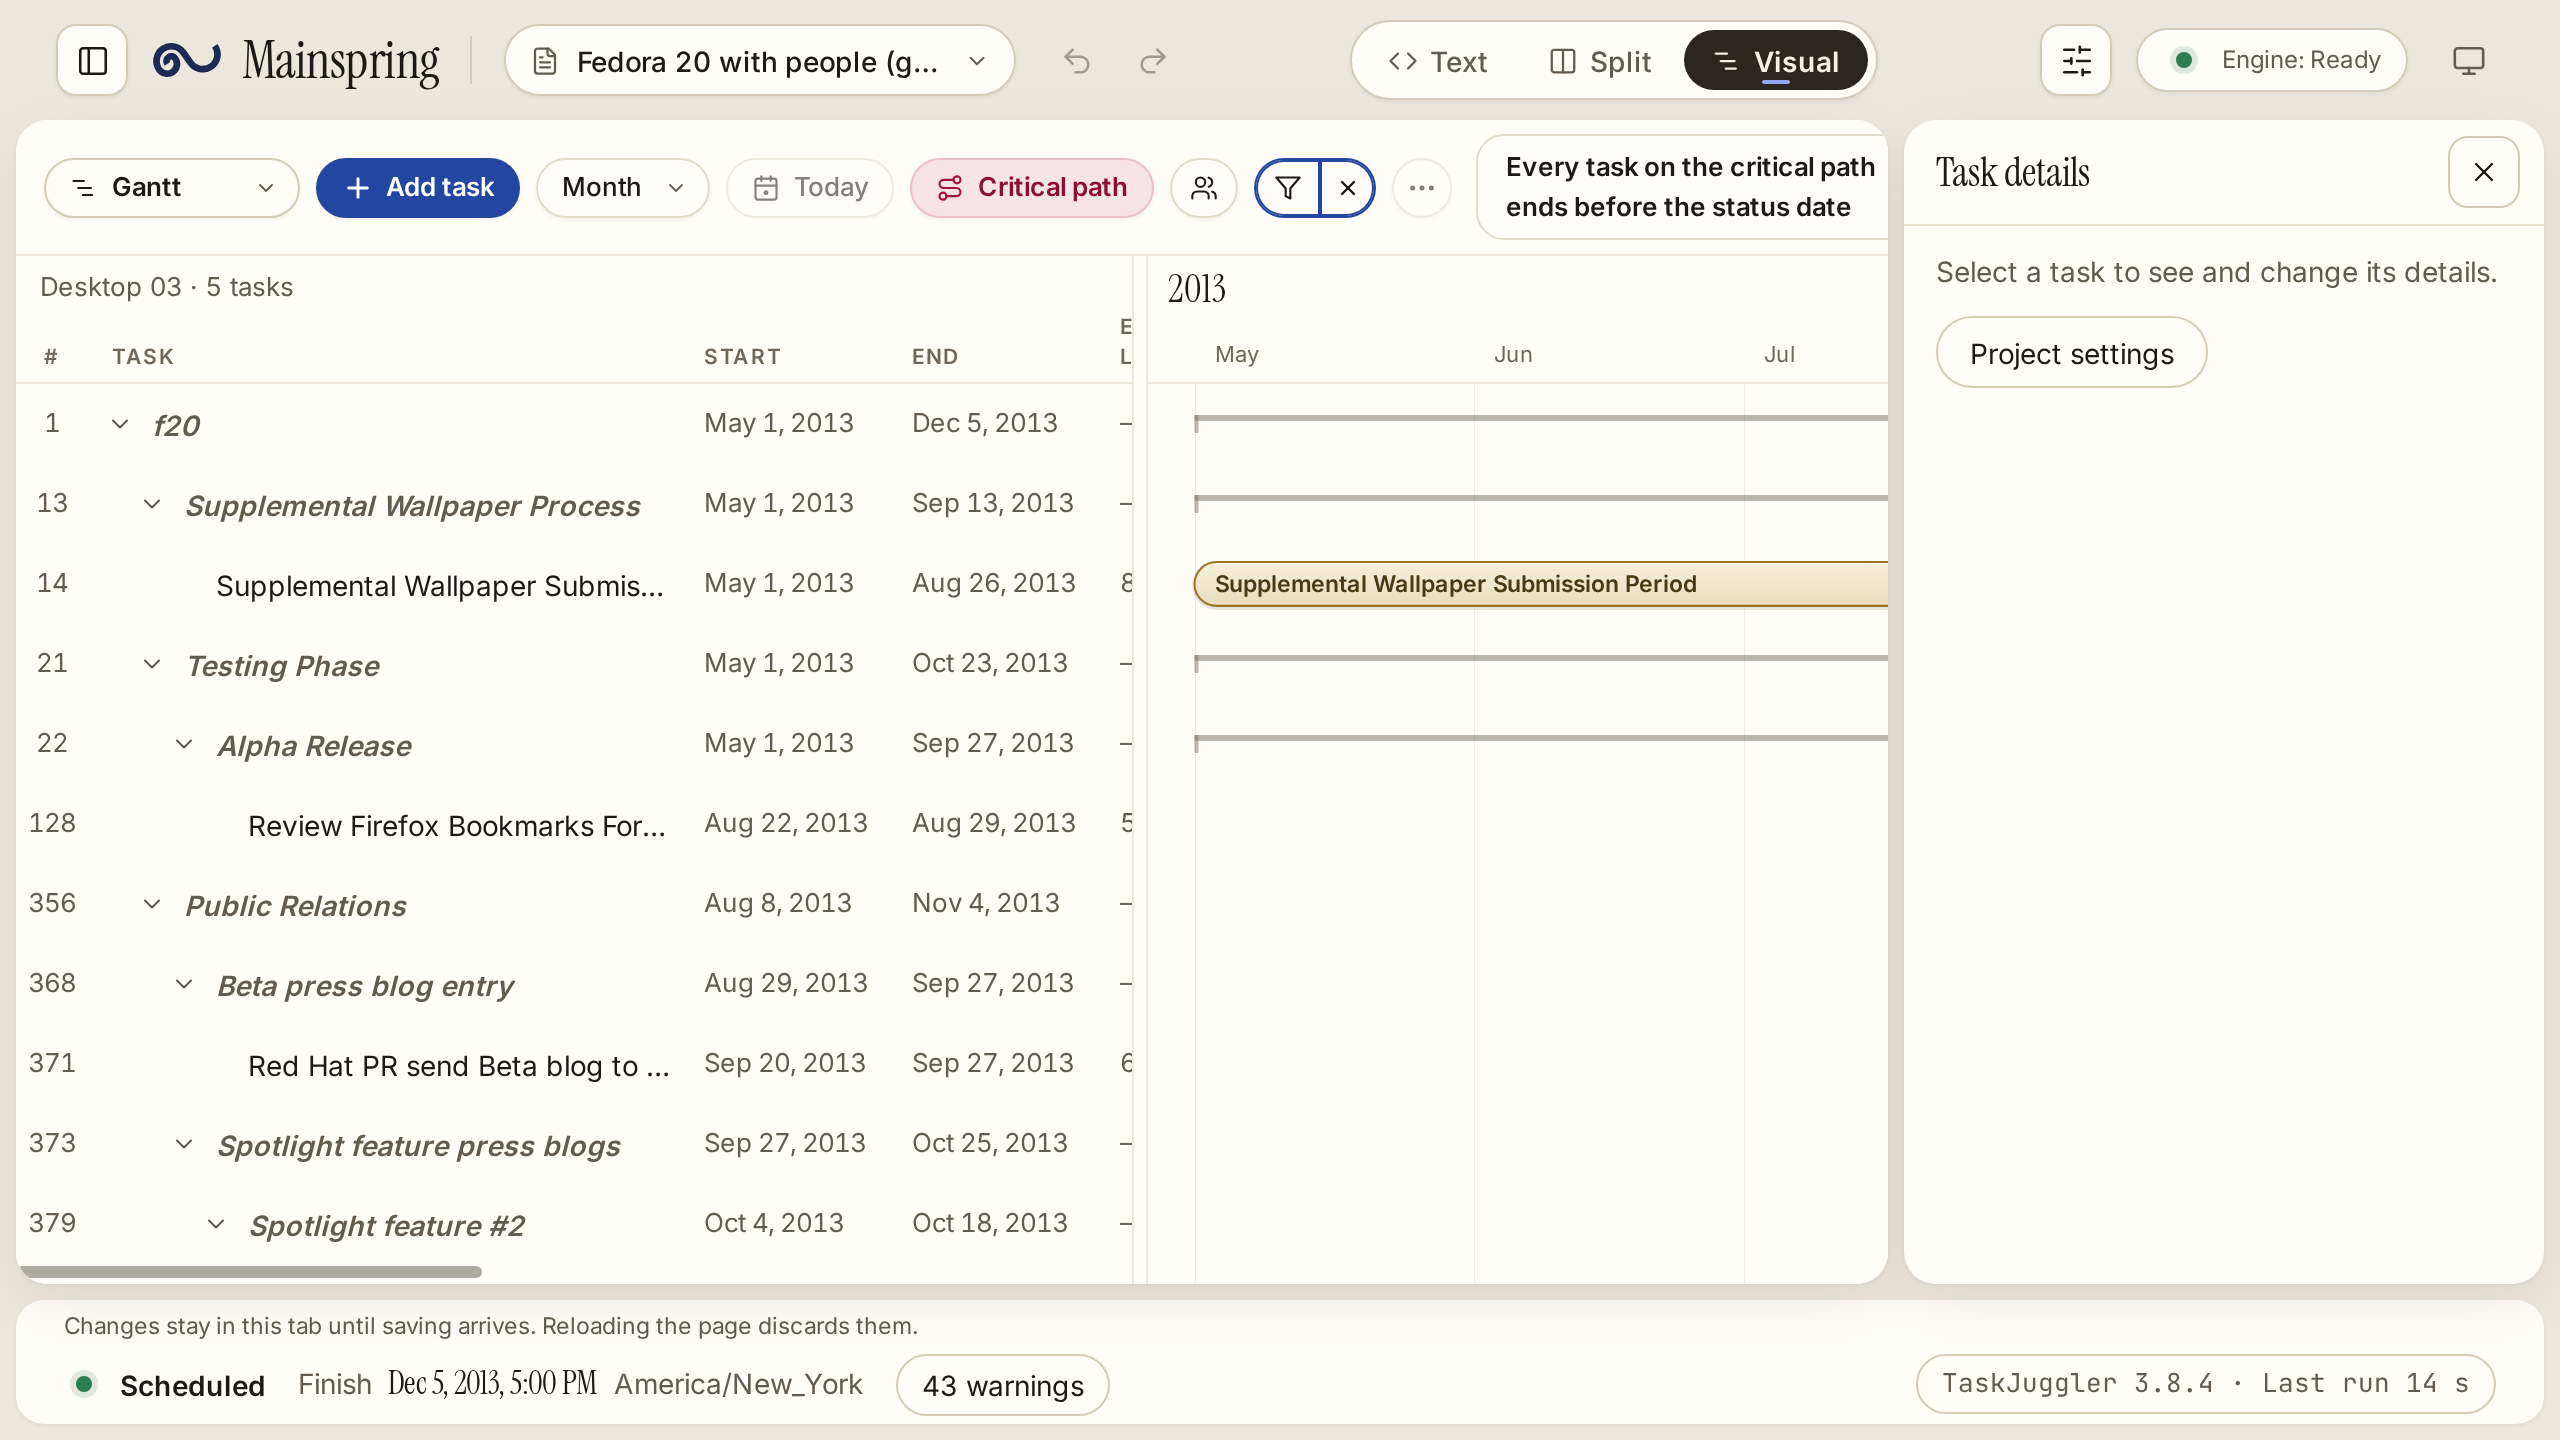 Mainspring
Fedora 20 with people (g...
Text
Split
Visual
Engine: Ready
Gantt
Add task
Month
Today
Critical path
Every task on the critical path
ends before the status date
Task details
Select a task to see and change its details.
Project settings
Desktop 03 · 5 tasks
2013
# TASK START END
May Jun Jul
1 f20 May 1, 2013 Dec 5, 2013 –
13 Supplemental Wallpaper Process May 1, 2013 Sep 13, 2013 –
14 Supplemental Wallpaper Submis... May 1, 2013 Aug 26, 2013 8
Supplemental Wallpaper Submission Period
21 Testing Phase May 1, 2013 Oct 23, 2013 –
22 Alpha Release May 1, 2013 Sep 27, 2013 –
128 Review Firefox Bookmarks For... Aug 22, 2013 Aug 29, 2013 5
356 Public Relations Aug 8, 2013 Nov 4, 2013 –
368 Beta press blog entry Aug 29, 2013 Sep 27, 2013 –
371 Red Hat PR send Beta blog to ... Sep 20, 2013 Sep 27, 2013 6
373 Spotlight feature press blogs Sep 27, 2013 Oct 25, 2013 –
379 Spotlight feature #2 Oct 4, 2013 Oct 18, 2013 –
Changes stay in this tab until saving arrives. Reloading the page discards them.
Scheduled Finish Dec 5, 2013, 5:00 PM America/New_York 43 warnings
TaskJuggler 3.8.4 · Last run 14 s